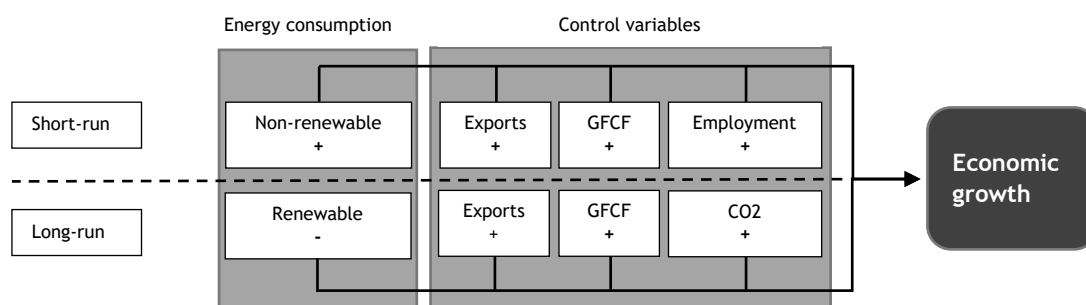 Energy consumption
Control variables
Short-run
Non-renewable
+
Exports
+
GFCF
+
Employment
+
Economic
growth
Long-run
Renewable
-
Exports
+
GFCF
+
CO2
+